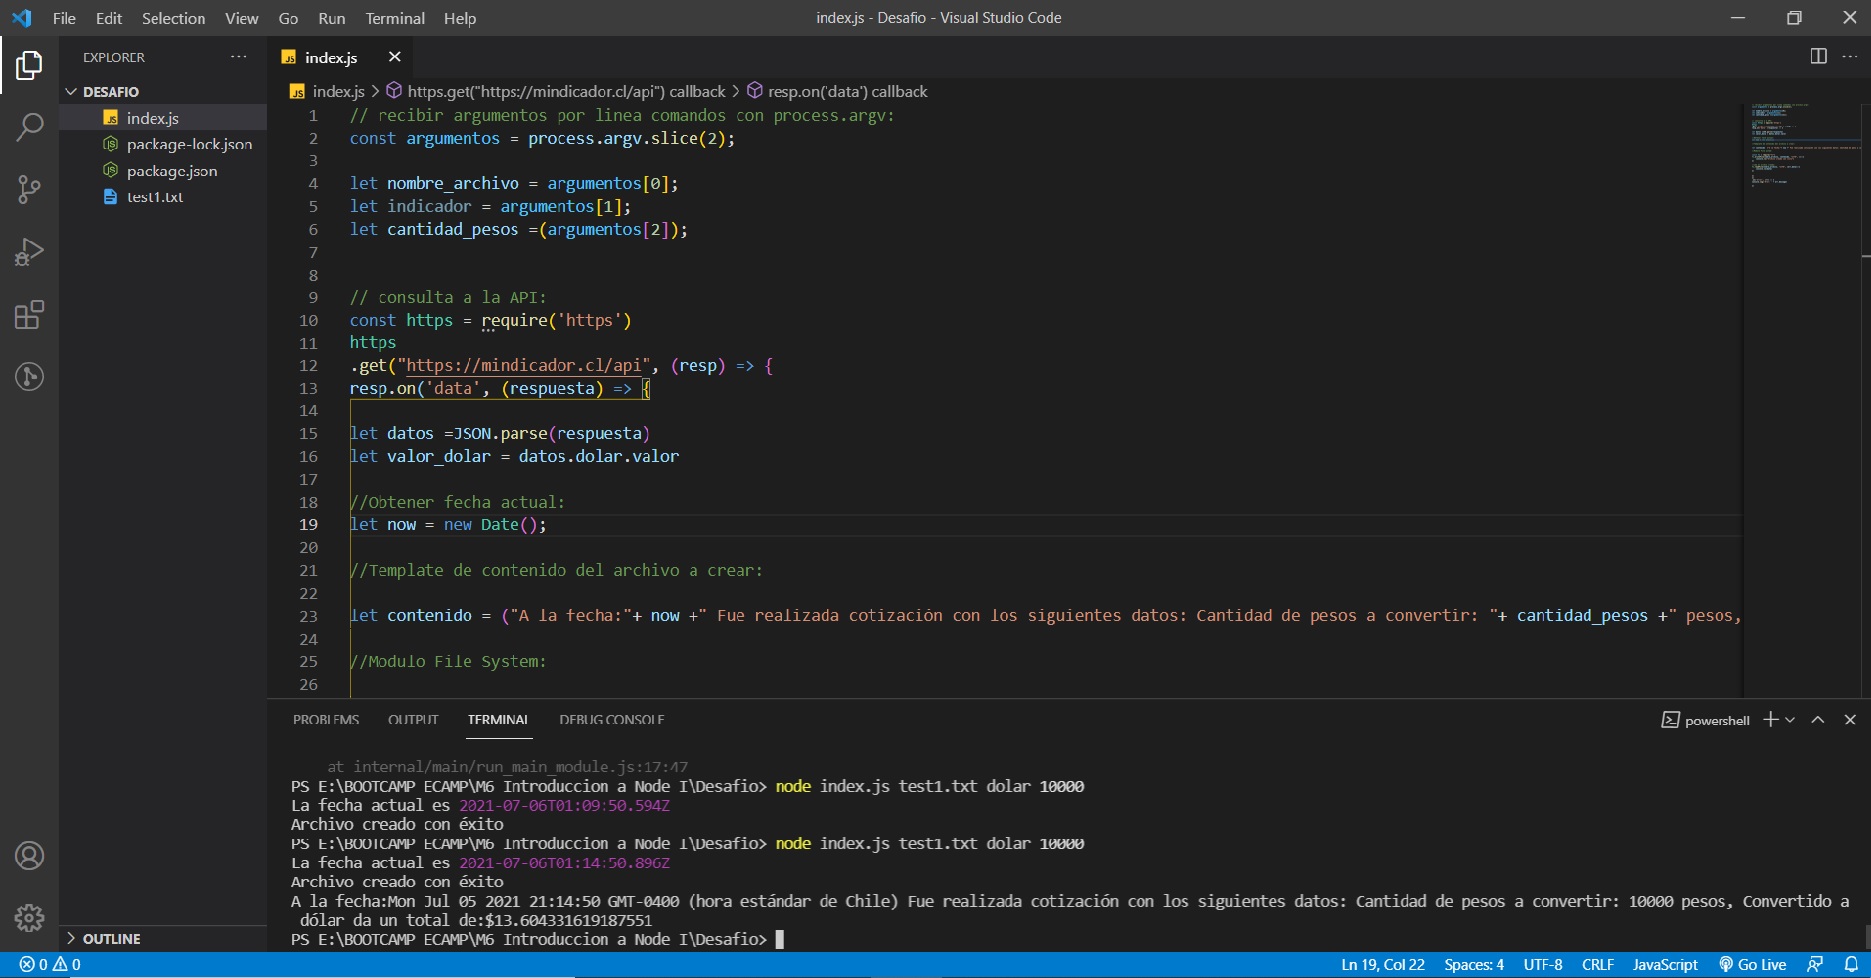 File Edit Selection View Go Run Terminal Help
index.js - Desafio - Visual Studio Code
EXPLORER
DESAFIO
index.js
package-lock.json
package.json
test1.txt
OUTLINE
index.js
index.js > https.get("https://mindicador.cl/api") callback > resp.on('data') callback
1 // recibir argumentos por linea comandos con process.argv:
2 const argumentos = process.argv.slice(2);
3
4 let nombre_archivo = argumentos[0];
5 let indicador = argumentos[1];
6 let cantidad_pesos =(argumentos[2]);
7
8
9 // consulta a la API:
10 const https = require('https')
11 https
12 .get("https://mindicador.cl/api", (resp) => {
13 resp.on('data', (respuesta) => {
14
15 let datos =JSON.parse(respuesta)
16 let valor_dolar = datos.dolar.valor
17
18 //Obtener fecha actual:
19 let now = new Date();
20
21 //Template de contenido del archivo a crear:
22
23 let contenido = ("A la fecha:"+ now +" Fue realizada cotización con los siguientes datos: Cantidad de pesos a convertir: "+ cantidad_pesos +" pesos,
24
25 //Modulo File System:
26
PROBLEMS OUTPUT TERMINAL DEBUG CONSOLE
powershell
at internal/main/run_main_module.js:17:47
PS E:\BOOTCAMP ECAMP\M6 Introduccion a Node I\Desafio> node index.js test1.txt dolar 10000
La fecha actual es 2021-07-06T01:09:50.594Z
Archivo creado con éxito
PS E:\BOOTCAMP ECAMP\M6 Introduccion a Node I\Desafio> node index.js test1.txt dolar 10000
La fecha actual es 2021-07-06T01:14:50.896Z
Archivo creado con éxito
A la fecha:Mon Jul 05 2021 21:14:50 GMT-0400 (hora estándar de Chile) Fue realizada cotización con los siguientes datos: Cantidad de pesos a convertir: 10000 pesos, Convertido a
dólar da un total de:$13.604331619187551
PS E:\BOOTCAMP ECAMP\M6 Introduccion a Node I\Desafio>
0 0
Ln 19, Col 22 Spaces: 4 UTF-8 CRLF JavaScript Go Live